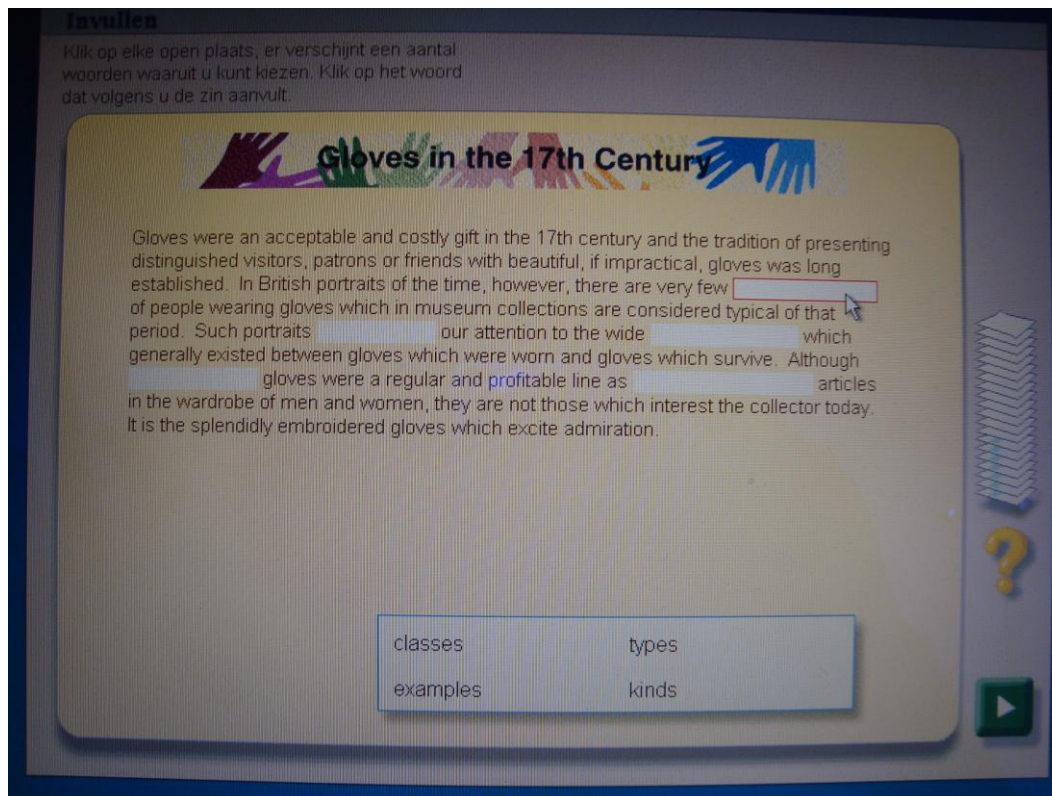 Invullen
Klik op elke open plaats, er verschijnt een aantal
woorden waaruit u kunt kiezen. Klik op het woord
dat volgens u de zin aanvult.
Gloves in the 17th Century
Gloves were an acceptable and costly gift in the 17th century and the tradition of presenting
distinguished visitors, patrons or friends with beautiful, if impractical, gloves was long
established. In British portraits of the time, however, there are very few
of people wearing gloves which in museum collections are considered typical of that
period. Such portraits our attention to the wide which
generally existed between gloves which were worn and gloves which survive. Although
gloves were a regular and profitable line as articles
in the wardrobe of men and women, they are not those which interest the collector today.
It is the splendidly embroidered gloves which excite admiration.
classes types
examples kinds